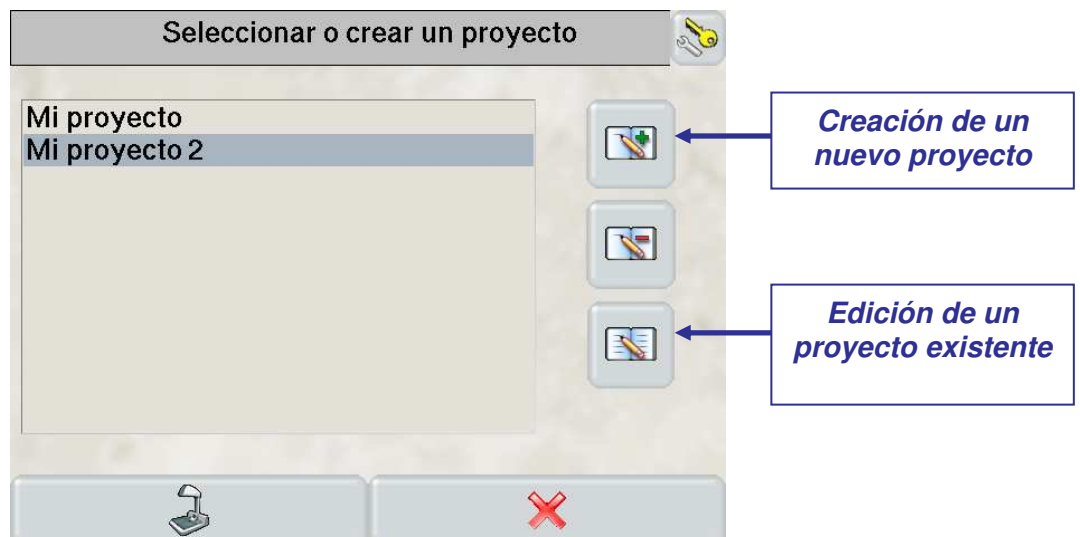 Seleccionar o crear un proyecto
Mi proyecto
Mi proyecto 2
Creación de un
nuevo proyecto
Edición de un
proyecto existente